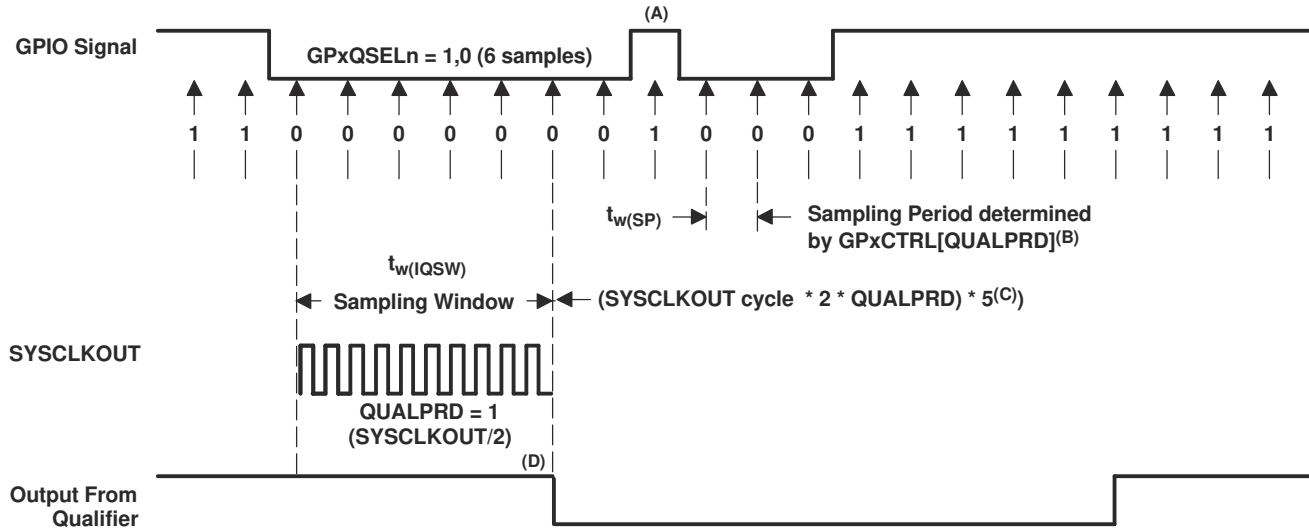 (A)
GPIO Signal
GPxQSELn = 1,0 (6 samples)
1 1 0 0 0 0 0 0 0 1 0 0 0 1 1 1 1 1 1 1 1 1
tw(SP)
Sampling Period determined
by GPxCTRL[QUALPRD](B)
tw(IQSW)
Sampling Window
(SYSCLKOUT cycle * 2 * QUALPRD) * 5(C))
SYSCLKOUT
QUALPRD = 1
(SYSCLKOUT/2)
(D)
Output From
Qualifier